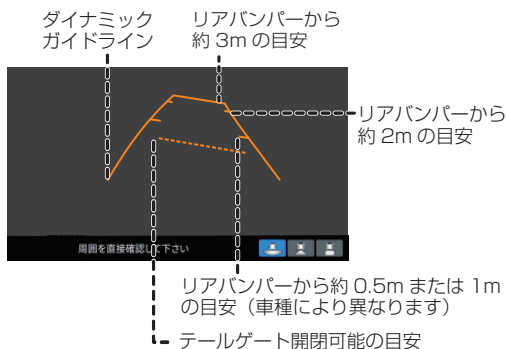 ダイナミック
ガイドライン
リアバンパーから
約 3m の目安
リアバンパーから
約 2m の目安
周囲を直接確認して下さい
リアバンパーから約 0.5m または 1m
の目安（車種により異なります）
テールゲート開閉可能の目安